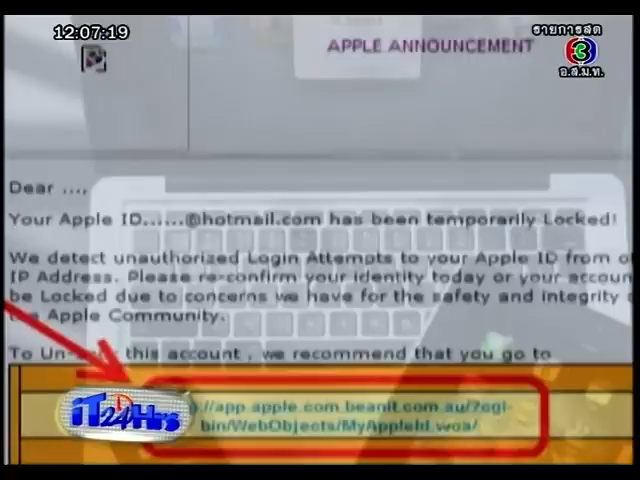 12:07:19
รายการสด
3
อ.ส.ม.ท.
APPLE ANNOUNCEMENT
Dear ....,
Your Apple ID......@hotmail.com has been temporarily Locked!
We detect unauthorized Login Attempts to your Apple ID from
IP Address. Please re-confirm your identity today or your
be Locked due to concerns we have for the safety and integrity
Apple Community.
this account , we recommend that you go to
iT24Hrs
//app.apple.com.beanit.com.au/?cgi-
bin/WebObjects/MyAppleId.woa/